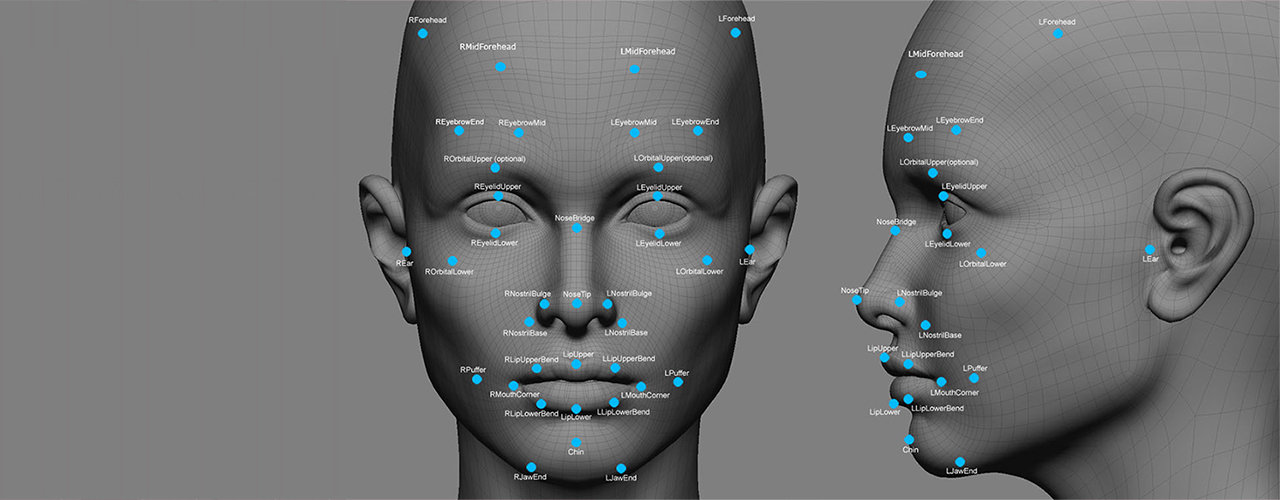 RForehead
LForehead
RMidForehead
LMidForehead
REyebrowEnd
REyebrowMid
LEyebrowMid
LEyebrowEnd
ROrbitalUpper (optional)
LOrbitalUpper(optional)
REyelidUpper
LEyelidUpper
NoseBridge
REyelidLower
LEyelidLower
REar
LEar
ROrbitalLower
LOrbitalLower
RNostrilBulge
NoseTip
LNostrilBulge
RNostrilBase
LNostrilBase
RLipUpperBend
LipUpper
LLipUpperBend
RPuffer
LPuffer
RMouthCorner
LMouthCorner
RLipLowerBend
LipLower
LLipLowerBend
Chin
RJawEnd
LJawEnd
LForehead
LMidForehead
LEyebrowMid
LEyebrowEnd
LOrbitalUpper(optional)
LEyelidUpper
NoseBridge
LEyelidLower
LOrbitalLower
LEar
NoseTip
LNostrilBulge
LNostrilBase
LipUpper
LLipUpperBend
LPuffer
LMouthCorner
LipLower
LLipLowerBend
Chin
LJawEnd